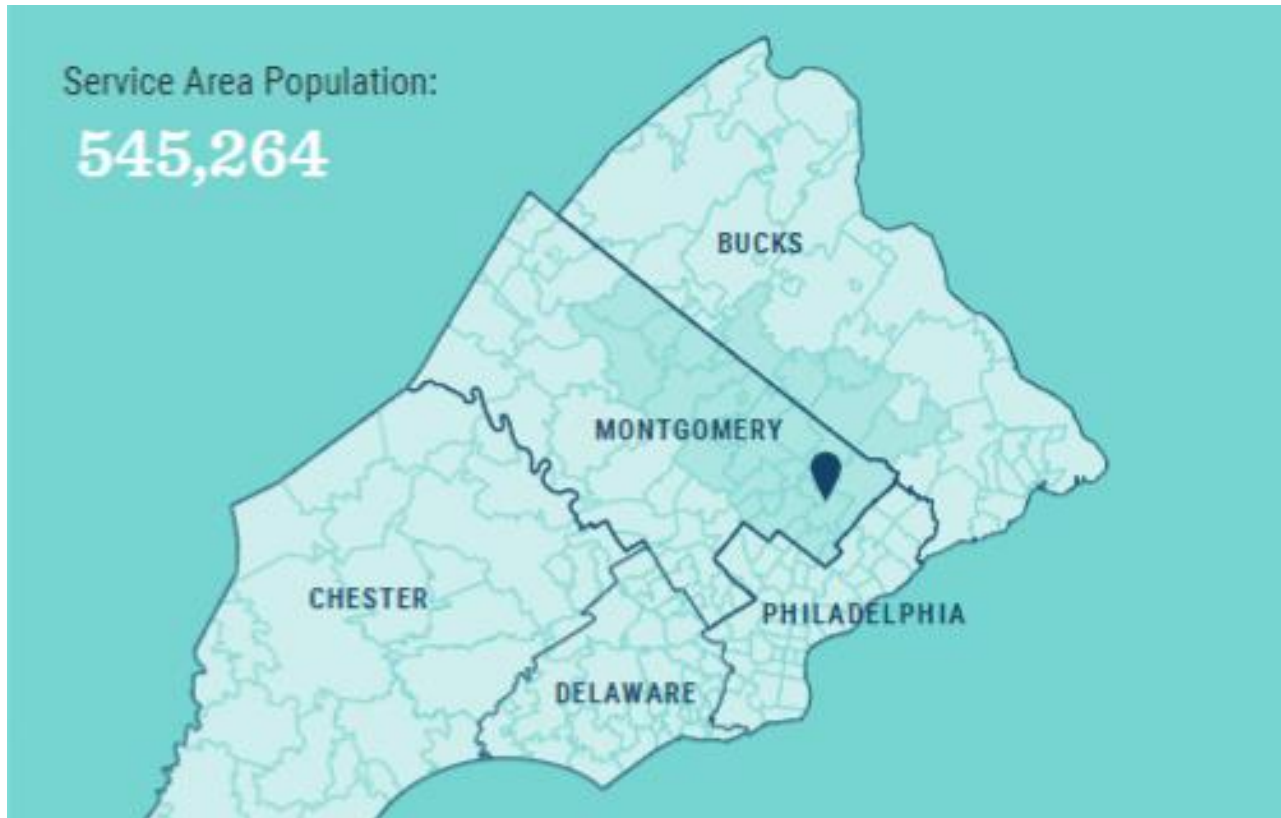 Service Area Population:
545,264
BUCKS
MONTGOMERY
CHESTER
PHILADELPHIA
DELAWARE